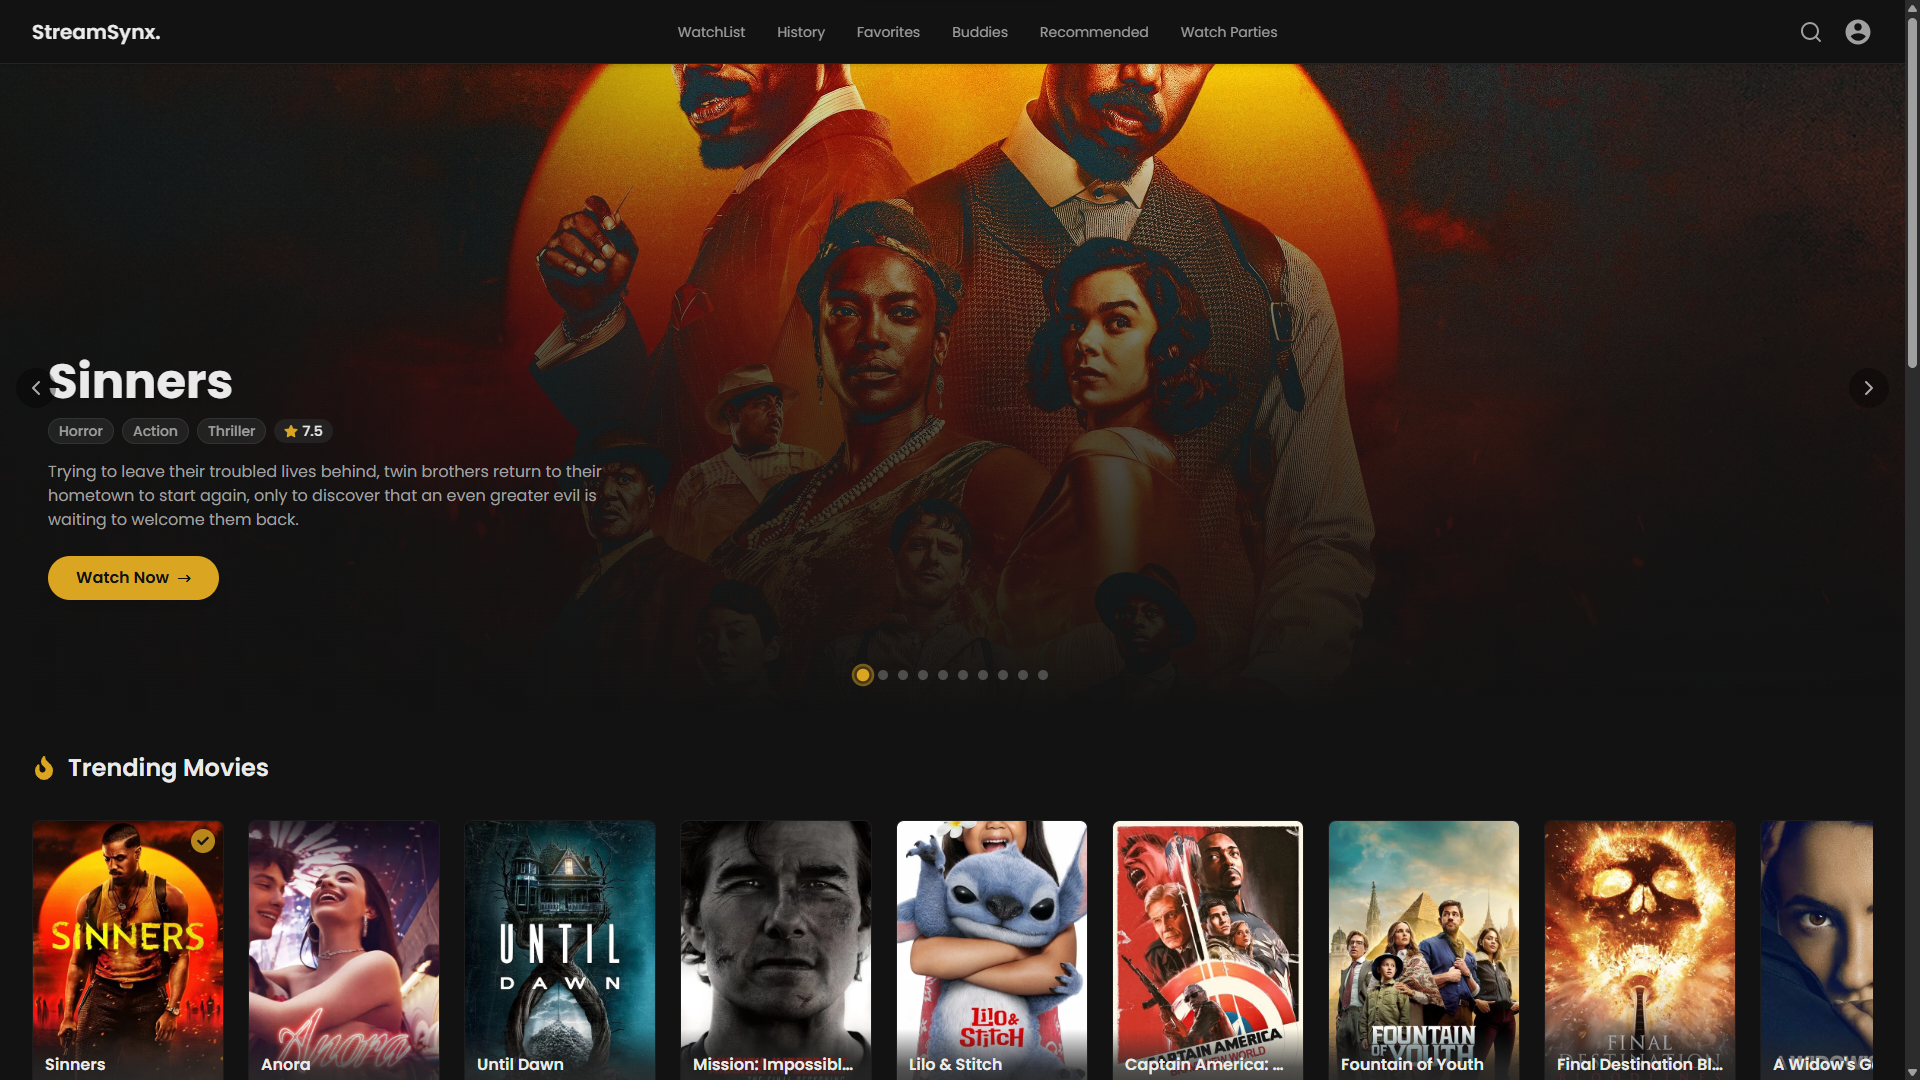 StreamSynx.
WatchList
History
Favorites
Buddies
Recommended
Watch Parties
Sinners
Horror
Action
Thriller
7.5
Trying to leave their troubled lives behind, twin brothers return to their
hometown to start again, only to discover that an even greater evil is
waiting to welcome them back.
Watch Now →
Trending Movies
SINNERS
Sinners
Anora
Anora
UNTIL
DAWN
Until Dawn
Mission: Impossibl...
Lilo &
Stitch
Lilo & Stitch
CAPTAIN AMERICA
Captain America: ...
FOUNTAIN
OF YOUTH
Fountain of Youth
FINAL
DESTINATION
Final Destination Bl...
A Widow's G